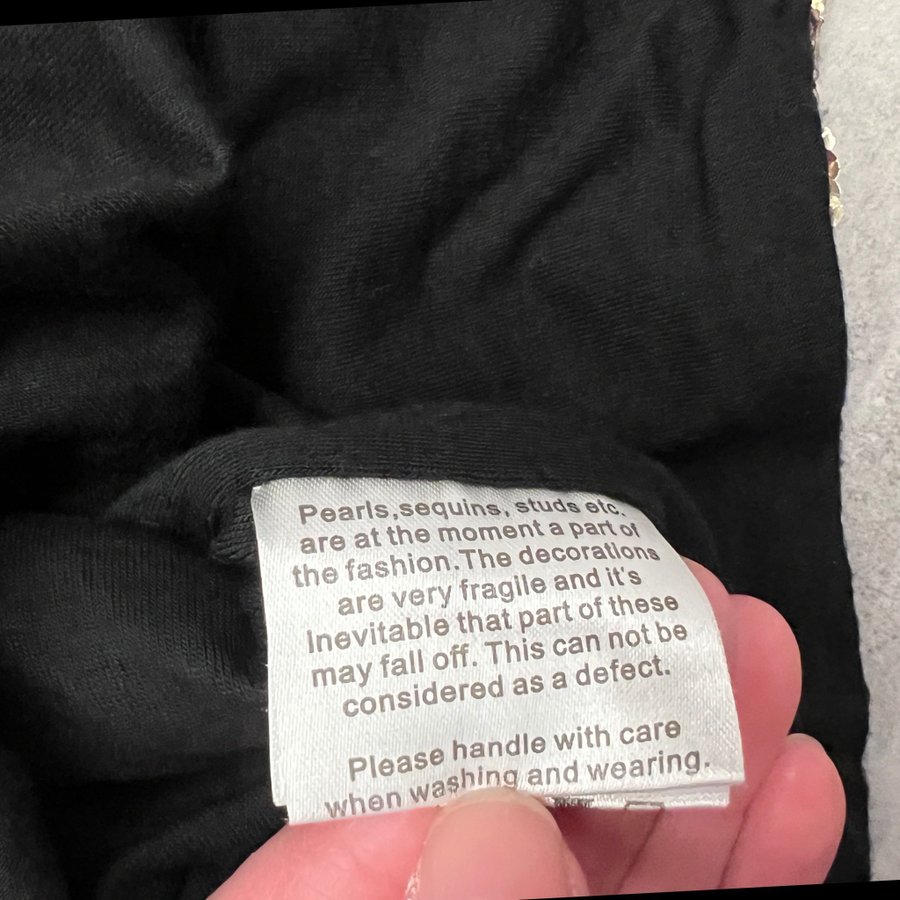 Pearls,sequins, studs etc.
are at the moment a part of
the fashion.The decorations
are very fragile and it's
Inevitable that part of these
may fall off. This can not be
considered as a defect.
Please handle with care
when washing and wearing.